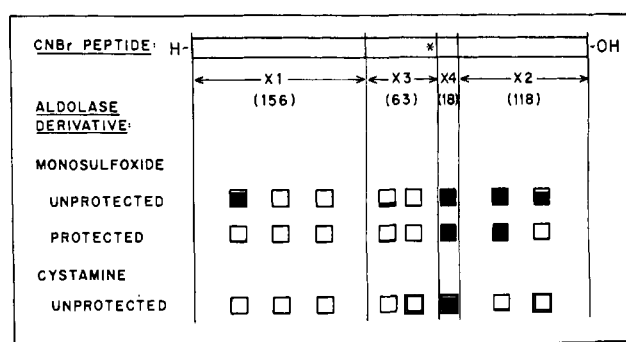 CNBr PEPTIDE: H- * -OH
X1 X3 X4 X2
(156) (63) (18) (118)
ALDOLASE
DERIVATIVE:
MONOSULFOXIDE
UNPROTECTED
PROTECTED
CYSTAMINE
UNPROTECTED